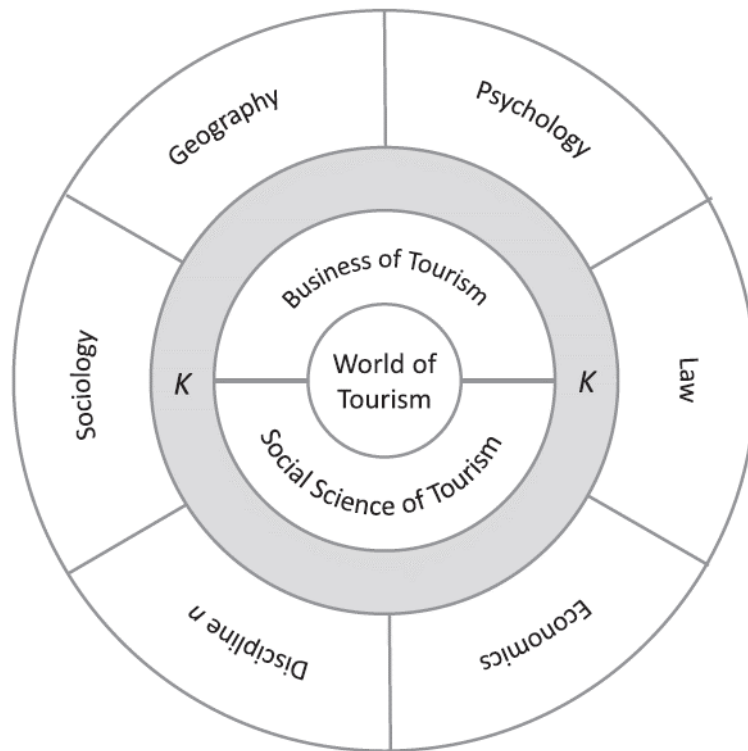 Geography
Psychology
Business of Tourism
Sociology
K
World of
Tourism
K
Law
Social Science of Tourism
Discipline n
Economics